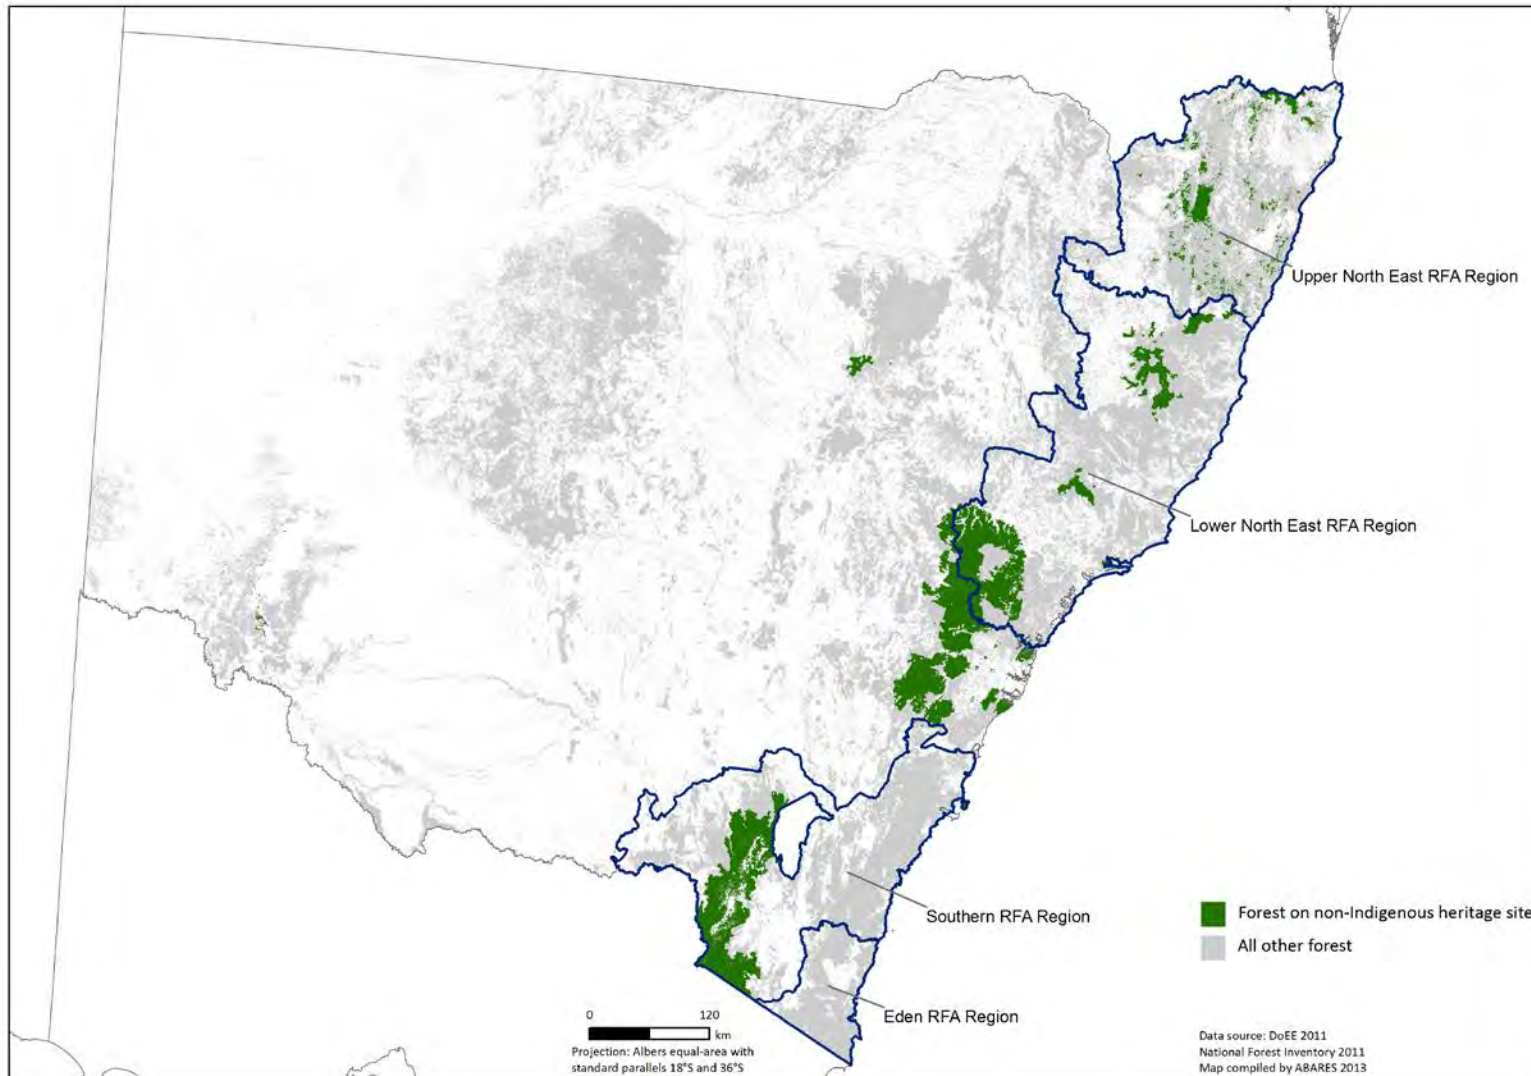 Upper North East RFA Region
Lower North East RFA Region
Southern RFA Region
Eden RFA Region
Forest on non-Indigenous heritage site
All other forest
0 120
km
Projection: Albers equal-area with
standard parallels 18°S and 36°S
Data source: DoEE 2011
National Forest Inventory 2011
Map compiled by ABARES 2013